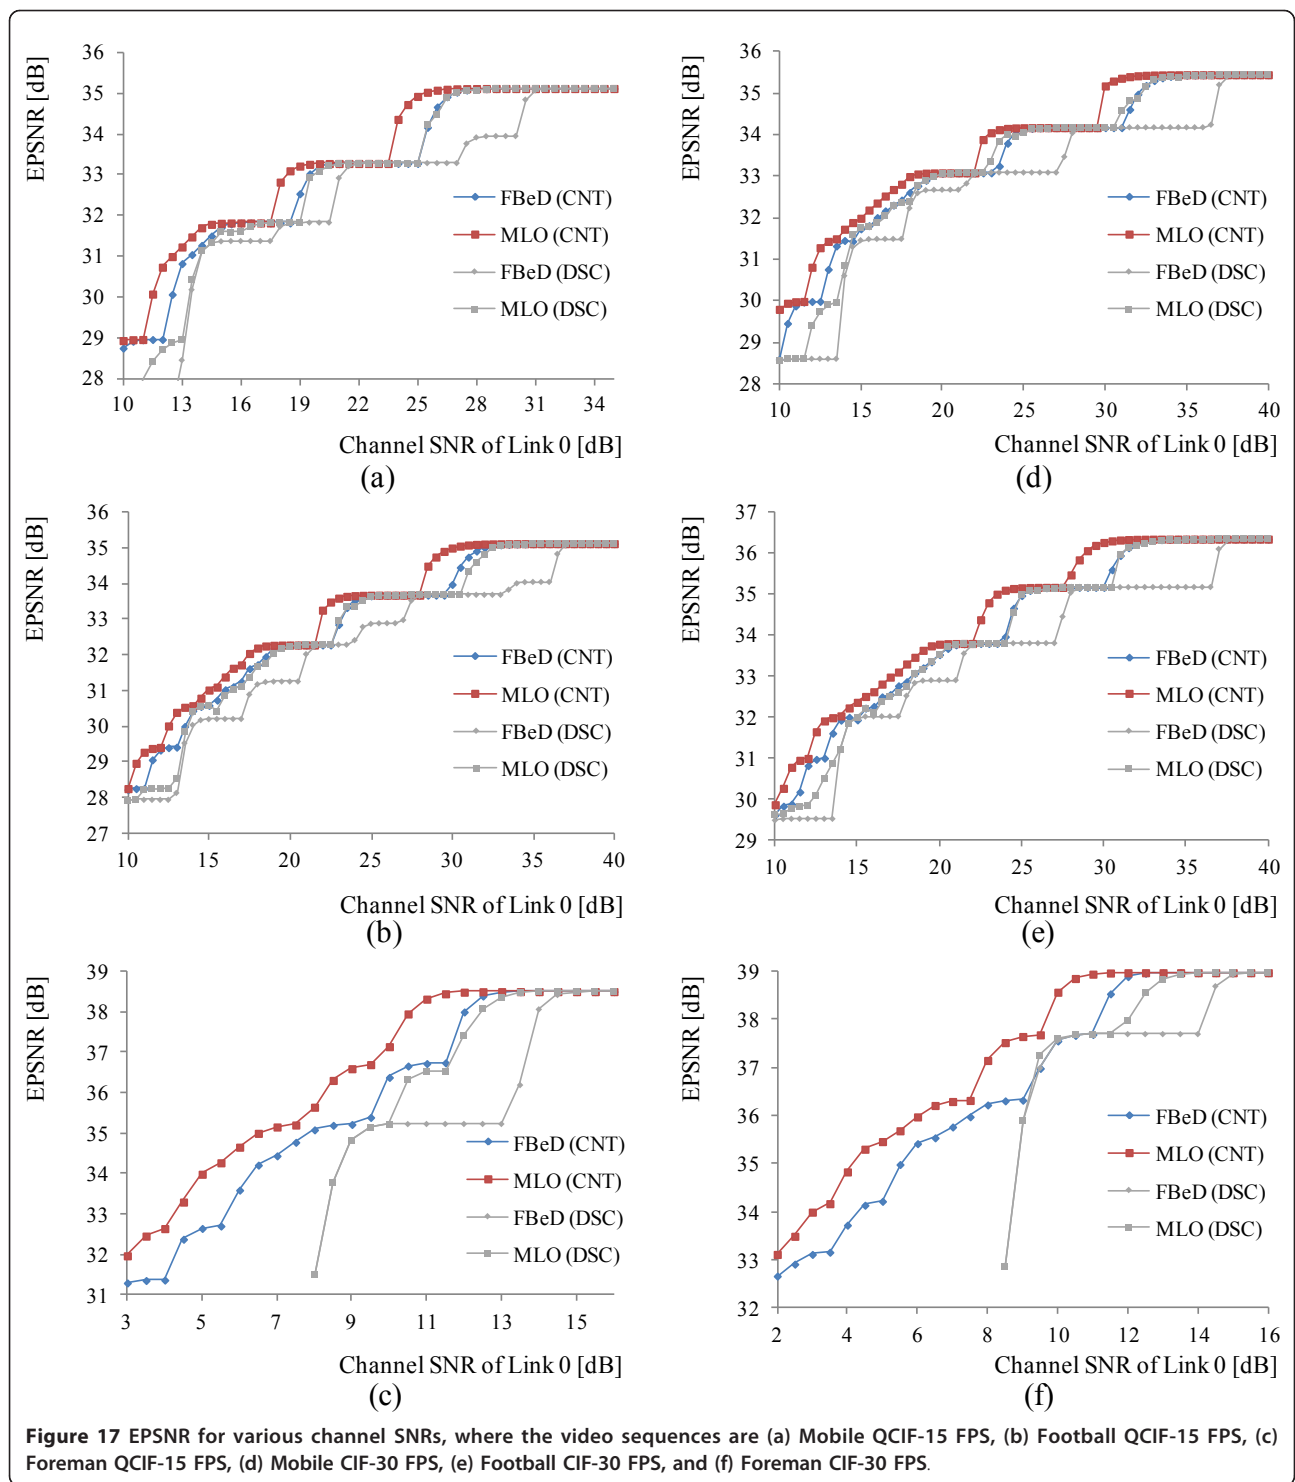 EPSNR [dB]
36
35
34
33
32
31
30
29
28
10 13 16 19 22 25 28 31 34
FBeD (CNT)
MLO (CNT)
FBeD (DSC)
MLO (DSC)
Channel SNR of Link 0 [dB]
(a)
EPSNR [dB]
36
35
34
33
32
31
30
29
28
10 15 20 25 30 35 40
FBeD (CNT)
MLO (CNT)
FBeD (DSC)
MLO (DSC)
Channel SNR of Link 0 [dB]
(d)
EPSNR [dB]
36
35
34
33
32
31
30
29
28
27
10 15 20 25 30 35 40
FBeD (CNT)
MLO (CNT)
FBeD (DSC)
MLO (DSC)
Channel SNR of Link 0 [dB]
(b)
EPSNR [dB]
37
36
35
34
33
32
31
30
29
10 15 20 25 30 35 40
FBeD (CNT)
MLO (CNT)
FBeD (DSC)
MLO (DSC)
Channel SNR of Link 0 [dB]
(e)
EPSNR [dB]
39
38
37
36
35
34
33
32
31
3 5 7 9 11 13 15
FBeD (CNT)
MLO (CNT)
FBeD (DSC)
MLO (DSC)
Channel SNR of Link 0 [dB]
(c)
EPSNR [dB]
39
38
37
36
35
34
33
32
2 4 6 8 10 12 14 16
FBeD (CNT)
MLO (CNT)
FBeD (DSC)
MLO (DSC)
Channel SNR of Link 0 [dB]
(f)
Figure 17 EPSNR for various channel SNRs, where the video sequences are (a) Mobile QCIF-15 FPS, (b) Football QCIF-15 FPS, (c)
Foreman QCIF-15 FPS, (d) Mobile CIF-30 FPS, (e) Football CIF-30 FPS, and (f) Foreman CIF-30 FPS.